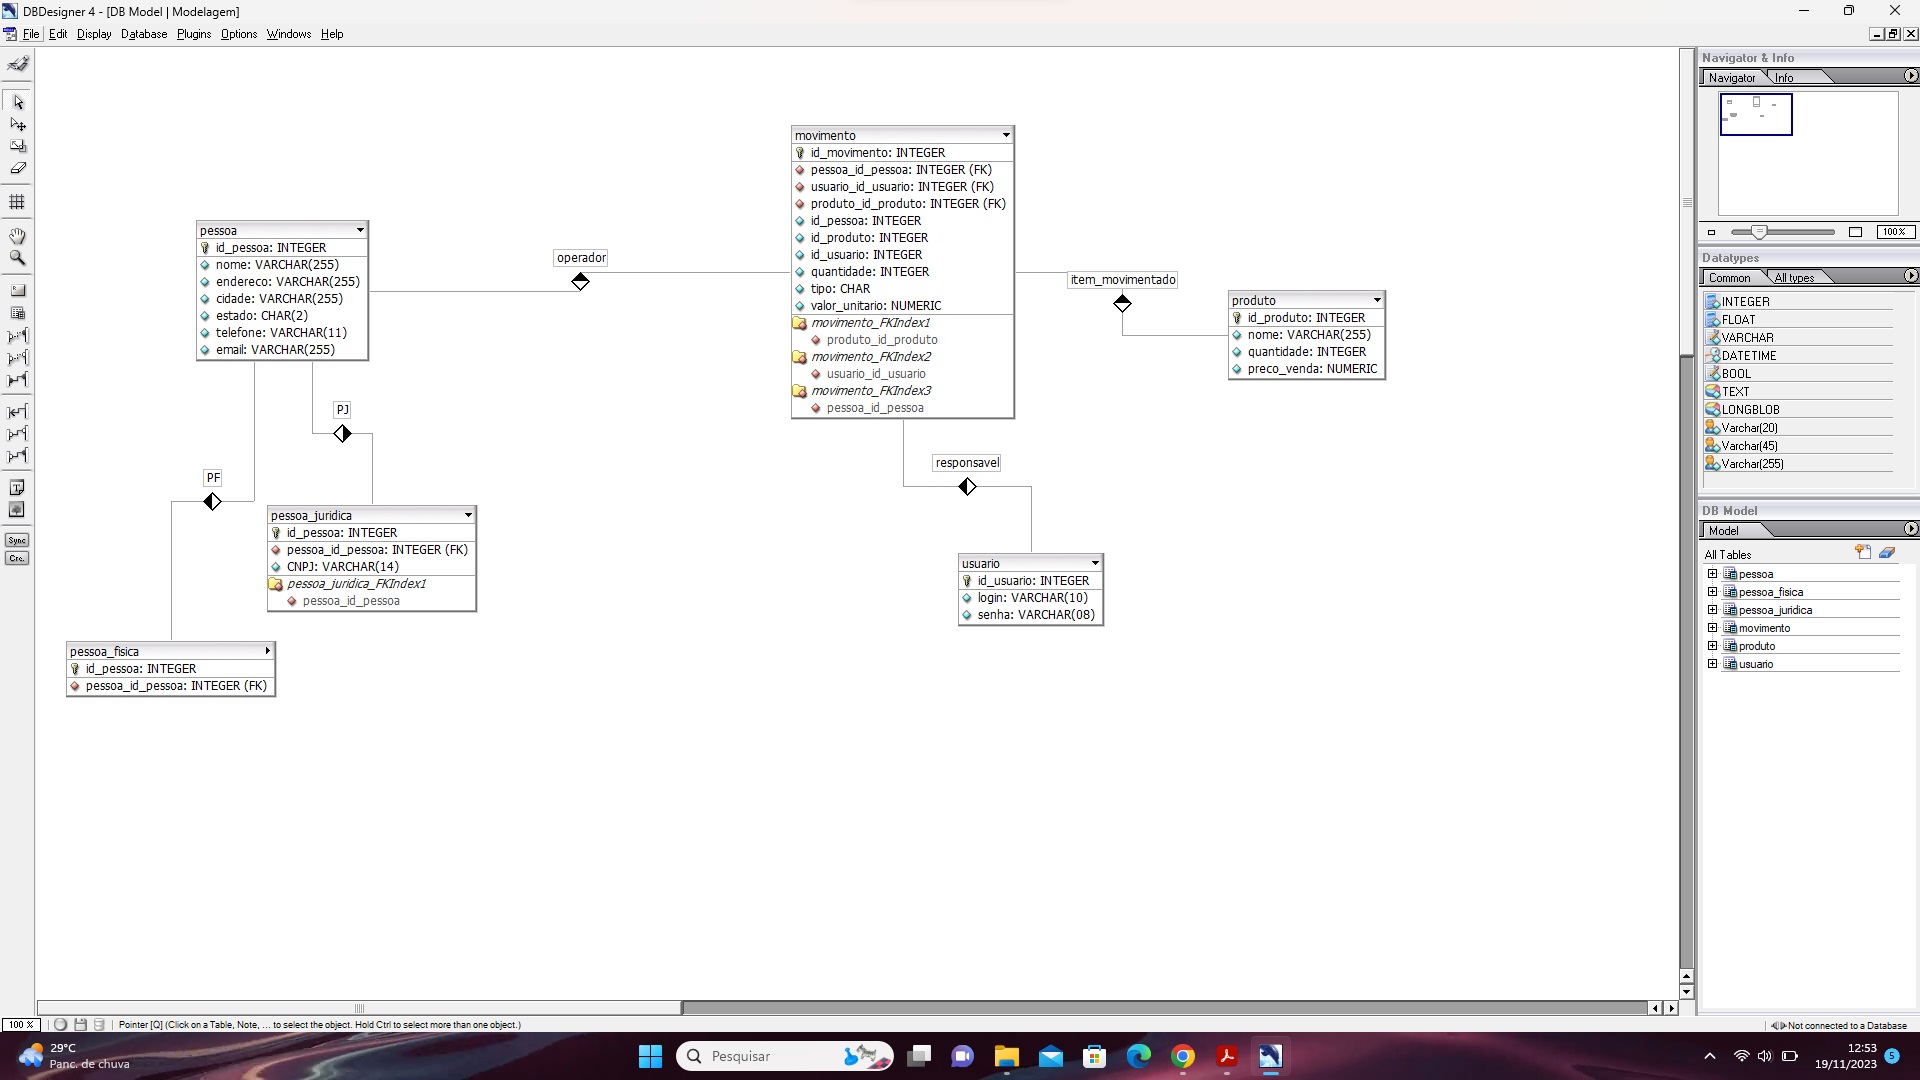 DBDesigner 4 - [DB Model | Modelagem]
File Edit Display Database Plugins Options Windows Help
Navigator & Info
Navigator Info
100%
Datatypes
Common All types
INTEGER
FLOAT
VARCHAR
DATETIME
BOOL
TEXT
LONGBLOB
Varchar(20)
Varchar(45)
Varchar(255)
DB Model
Model
All Tables
pessoa
pessoa_fisica
pessoa_juridica
movimento
produto
usuario
Sync
Cre.
pessoa
id_pessoa: INTEGER
nome: VARCHAR(255)
endereco: VARCHAR(255)
cidade: VARCHAR(255)
estado: CHAR(2)
telefone: VARCHAR(11)
email: VARCHAR(255)
operador
movimento
id_movimento: INTEGER
pessoa_id_pessoa: INTEGER (FK)
usuario_id_usuario: INTEGER (FK)
produto_id_produto: INTEGER (FK)
id_pessoa: INTEGER
id_produto: INTEGER
id_usuario: INTEGER
quantidade: INTEGER
tipo: CHAR
valor_unitario: NUMERIC
movimento_FKIndex1
produto_id_produto
movimento_FKIndex2
usuario_id_usuario
movimento_FKIndex3
pessoa_id_pessoa
item_movimentado
produto
id_produto: INTEGER
nome: VARCHAR(255)
quantidade: INTEGER
preco_venda: NUMERIC
PJ
PF
responsavel
pessoa_juridica
id_pessoa: INTEGER
pessoa_id_pessoa: INTEGER (FK)
CNPJ: VARCHAR(14)
pessoa_juridica_FKIndex1
pessoa_id_pessoa
usuario
id_usuario: INTEGER
login: VARCHAR(10)
senha: VARCHAR(08)
pessoa_fisica
id_pessoa: INTEGER
pessoa_id_pessoa: INTEGER (FK)
100 %
Pointer [Q] (Click on a Table, Note, ... to select the object. Hold Ctrl to select more than one object.)
Not connected to a Database
29°C
Panc. de chuva
Pesquisar
12:53
19/11/2023
5